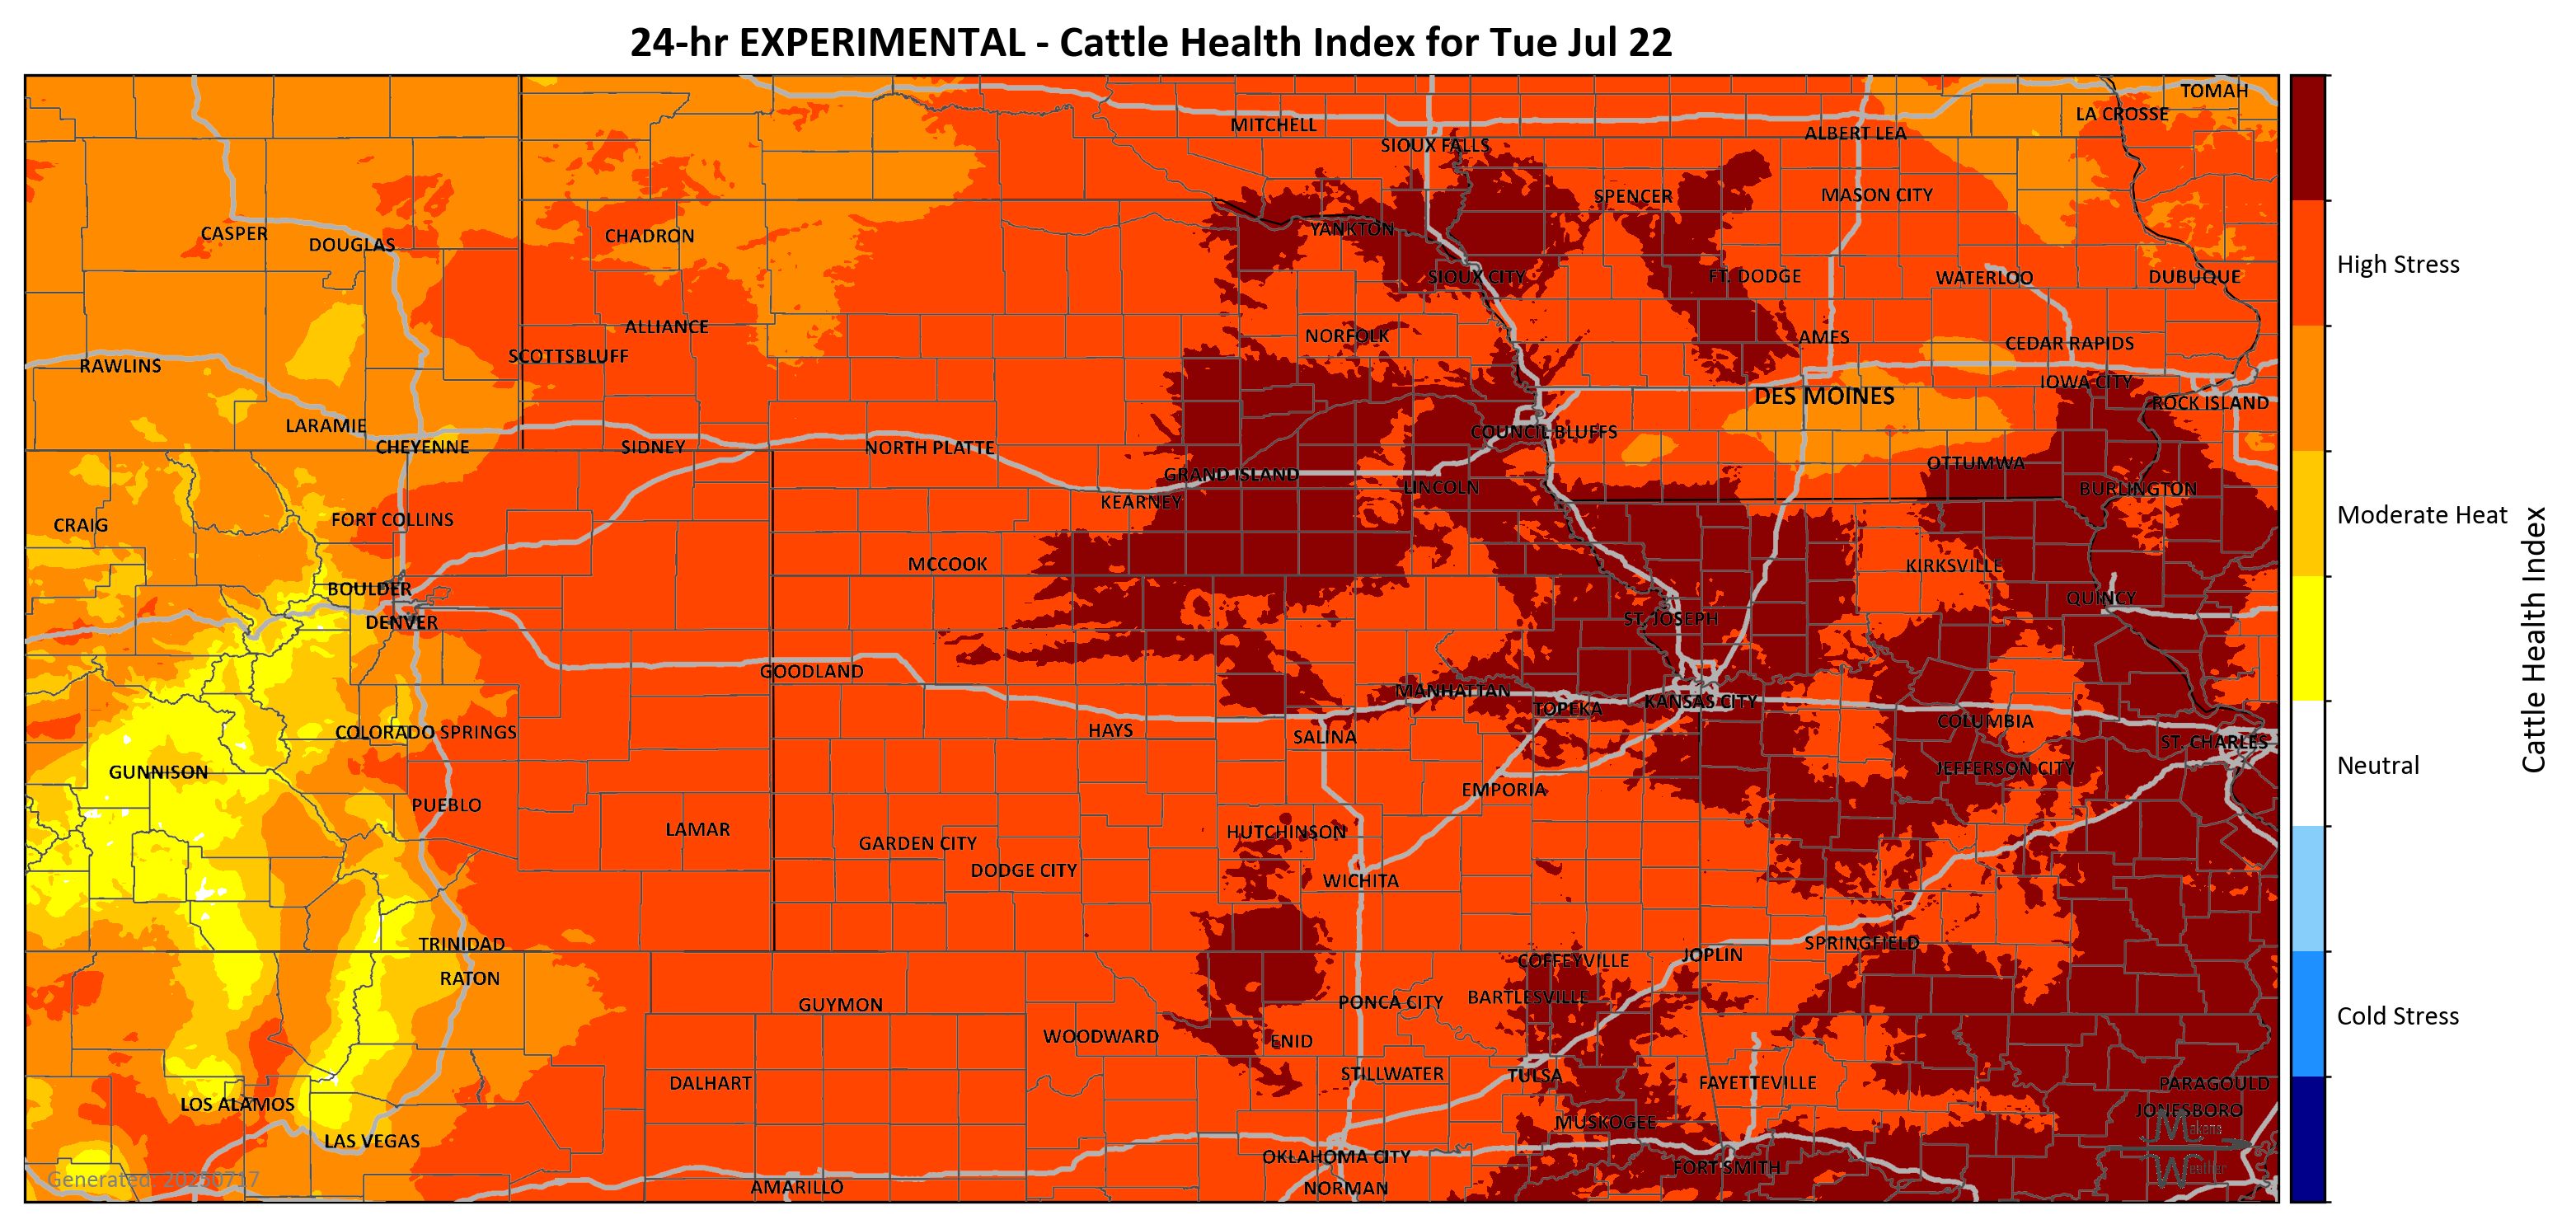 24-hr EXPERIMENTAL - Cattle Health Index for Tue Jul 22
TOMAH
LA CROSSE
MITCHELL
ALBERT LEA
SIOUX FALLS
SPENCER
MASON CITY
CASPER
DOUGLAS
CHADRON
YANKTON
SIOUX CITY
FT. DODGE
WATERLOO
DUBUQUE
High Stress
ALLIANCE
NORFOLK
AMES
CEDAR RAPIDS
SCOTTSBLUFF
RAWLINS
IOWA CITY
DES MOINES
ROCK ISLAND
LARAMIE
COUNCIL BLUFFS
CHEYENNE
SIDNEY
NORTH PLATTE
OTTUMWA
GRAND ISLAND
LINCOLN
BURLINGTON
KEARNEY
CRAIG
FORT COLLINS
Moderate Heat
MCCOOK
KIRKSVILLE
BOULDER
QUINCY
DENVER
ST. JOSEPH
Cattle Health Index
GOODLAND
MANHATTAN
TOPEKA
KANSAS CITY
COLORADO SPRINGS
HAYS
SALINA
COLUMBIA
ST. CHARLES
GUNNISON
JEFFERSON CITY
Neutral
EMPORIA
PUEBLO
LAMAR
HUTCHINSON
GARDEN CITY
DODGE CITY
WICHITA
TRINIDAD
SPRINGFIELD
JOPLIN
COFFEYVILLE
RATON
GUYMON
PONCA CITY
BARTLESVILLE
Cold Stress
WOODWARD
ENID
DALHART
STILLWATER
TULSA
FAYETTEVILLE
PARAGOULD
LOS ALAMOS
JONESBORO
MUSKOGEE
Makens
LAS VEGAS
OKLAHOMA CITY
FORT SMITH
Weather
Generated: 20250717
AMARILLO
NORMAN